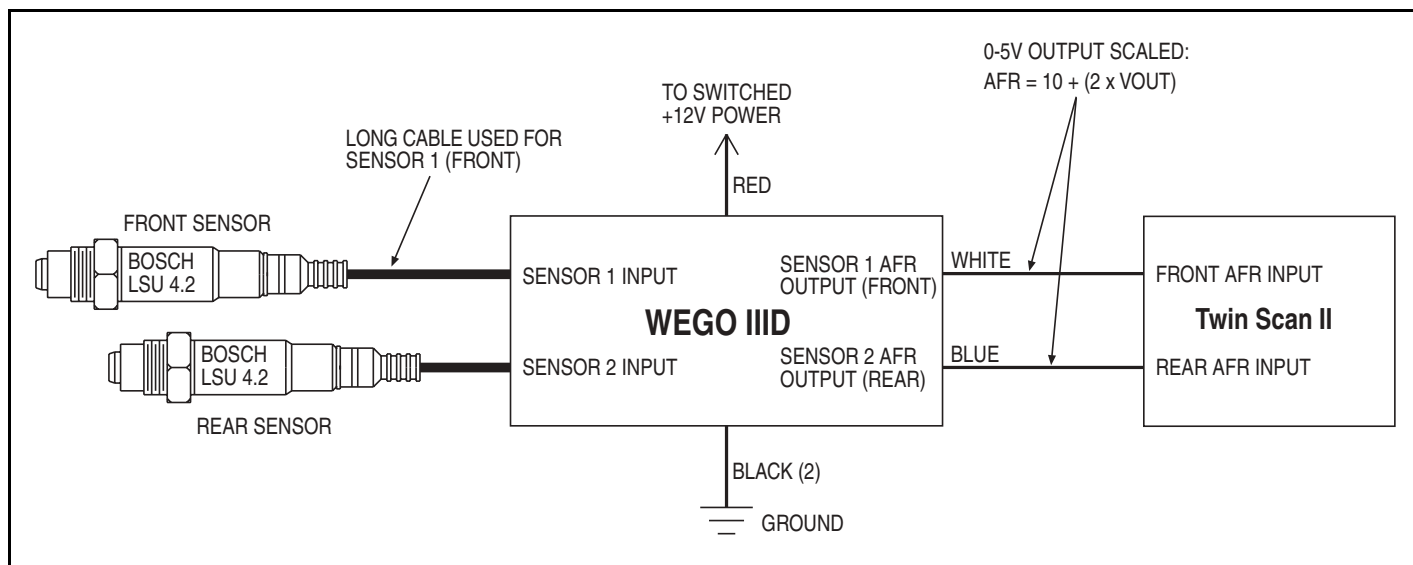 0-5V OUTPUT SCALED:
AFR = 10 + (2 x VOUT)
TO SWITCHED
+12V POWER
LONG CABLE USED FOR
SENSOR 1 (FRONT)
RED
FRONT SENSOR
BOSCH
LSU 4.2
SENSOR 1 INPUT
SENSOR 1 AFR
OUTPUT (FRONT)
WHITE
FRONT AFR INPUT
WEGO IIID
Twin Scan II
BOSCH
LSU 4.2
SENSOR 2 INPUT
SENSOR 2 AFR
OUTPUT (REAR)
BLUE
REAR AFR INPUT
REAR SENSOR
BLACK (2)
GROUND